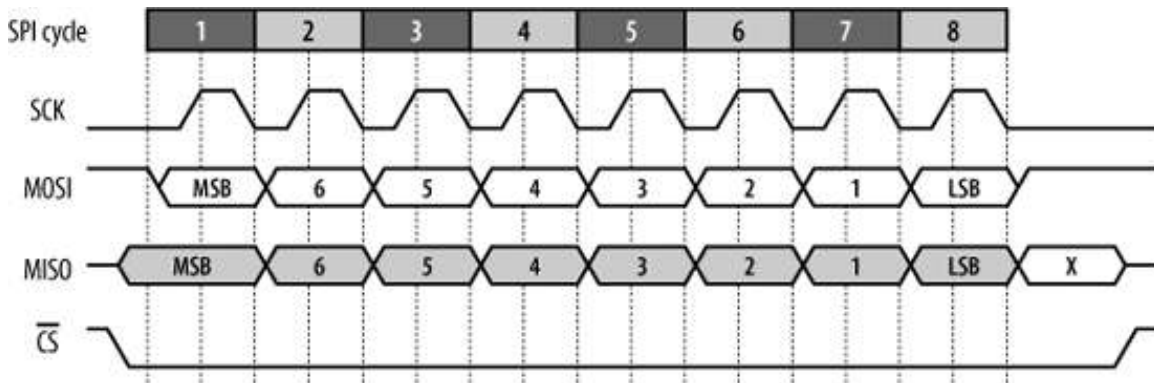 SPI cycle 1 2 3 4 5 6 7 8
SCK
MOSI MSB 6 5 4 3 2 1 LSB
MISO MSB 6 5 4 3 2 1 LSB X
CS